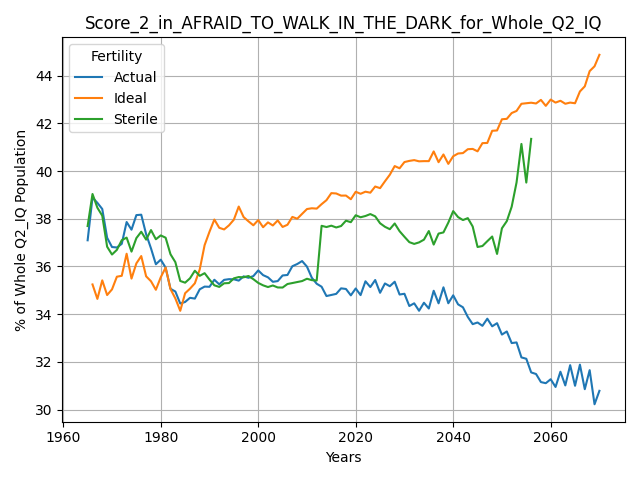 Score_2_in_AFRAID_TO_WALK_IN_THE_DARK_for_Whole_Q2_IQ
Fertility
Actual
Ideal
Sterile
% of Whole Q2_IQ Population
44
42
40
38
36
34
32
30
1960
1980
2000
2020
2040
2060
Years